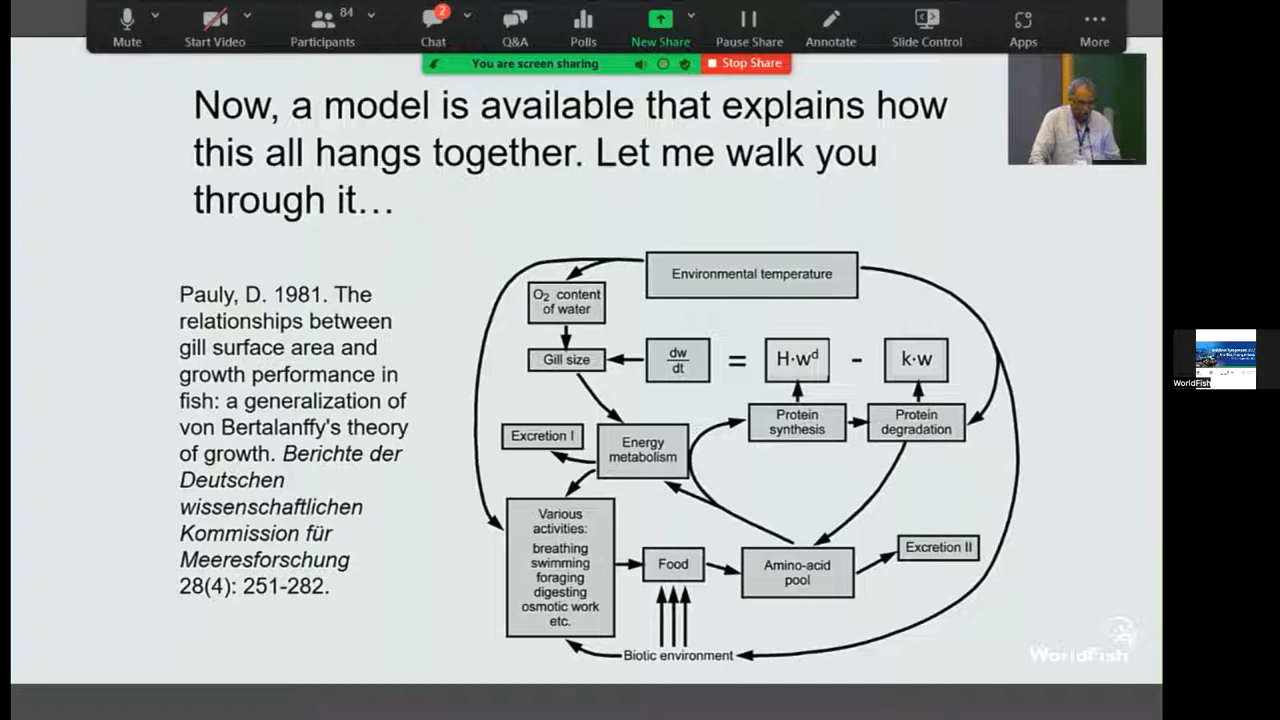 84
2
Mute
Start Video
Participants
Chat
Q&A
Polls
New Share
Pause Share
Annotate
Slide Control
Apps
More
You are screen sharing
Stop Share
Now, a model is available that explains how
this all hangs together. Let me walk you
through it…
Pauly, D. 1981. The
relationships between
gill surface area and
growth performance in
fish: a generalization of
von Bertalanffy's theory
of growth. Berichte der
Deutschen
wissenschaftlichen
Kommission für
Meeresforschung
28(4): 251-282.
Environmental temperature
O₂ content
of water
Gill size
dw
dt
=
H·wᵈ
-
k·w
Protein
synthesis
Protein
degradation
Excretion I
Energy
metabolism
Various
activities:
breathing
swimming
foraging
digesting
osmotic work
etc.
Food
Amino-acid
pool
Excretion II
Biotic environment
WorldFish
WorldFish